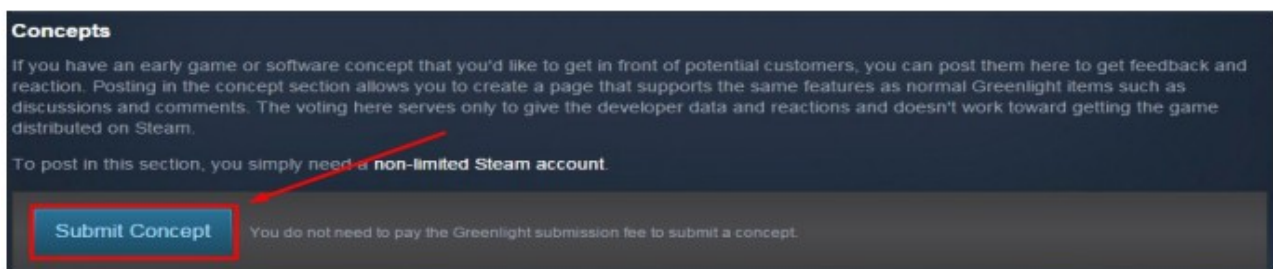 Concepts
If you have an early game or software concept that you'd like to get in front of potential customers, you can post them here to get feedback and
reaction. Posting in the concept section allows you to create a page that supports the same features as normal Greenlight items such as
discussions and comments. The voting here serves only to give the developer data and reactions and doesn't work toward getting the game
distributed on Steam.
To post in this section, you simply need a non-limited Steam account.
Submit Concept You do not need to pay the Greenlight submission fee to submit a concept.